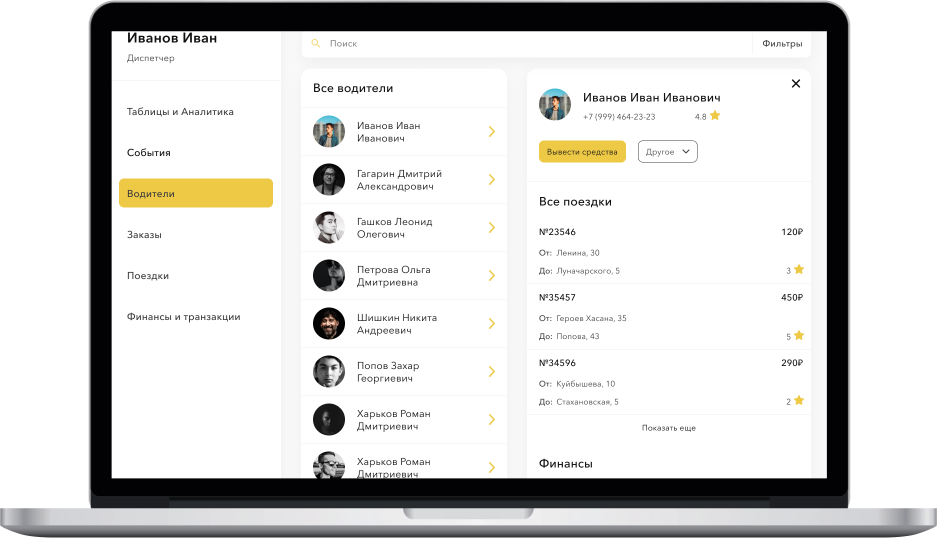 Иванов Иван
Диспетчер
Таблицы и Аналитика
События
Водители
Заказы
Поездки
Финансы и транзакции
Поиск
Фильтры
Все водители
Иванов Иван
Иванович
Гагарин Дмитрий
Александрович
Гашков Леонид
Олегович
Петрова Ольга
Дмитриевна
Шишкин Никита
Андреевич
Попов Захар
Георгиевич
Харьков Роман
Дмитриевич
Харьков Роман
Дмитриевич
Иванов Иван Иванович
+7 (999) 464-23-23 4.8
Вывести средства Другое
Все поездки
№23546 120₽
От: Ленина, 30
До: Луначарского, 5 3
№35457 450₽
От: Героев Хасана, 35
До: Попова, 43 5
№34596 290₽
От: Куйбышева, 10
До: Стахановская, 5 2
Показать еще
Финансы